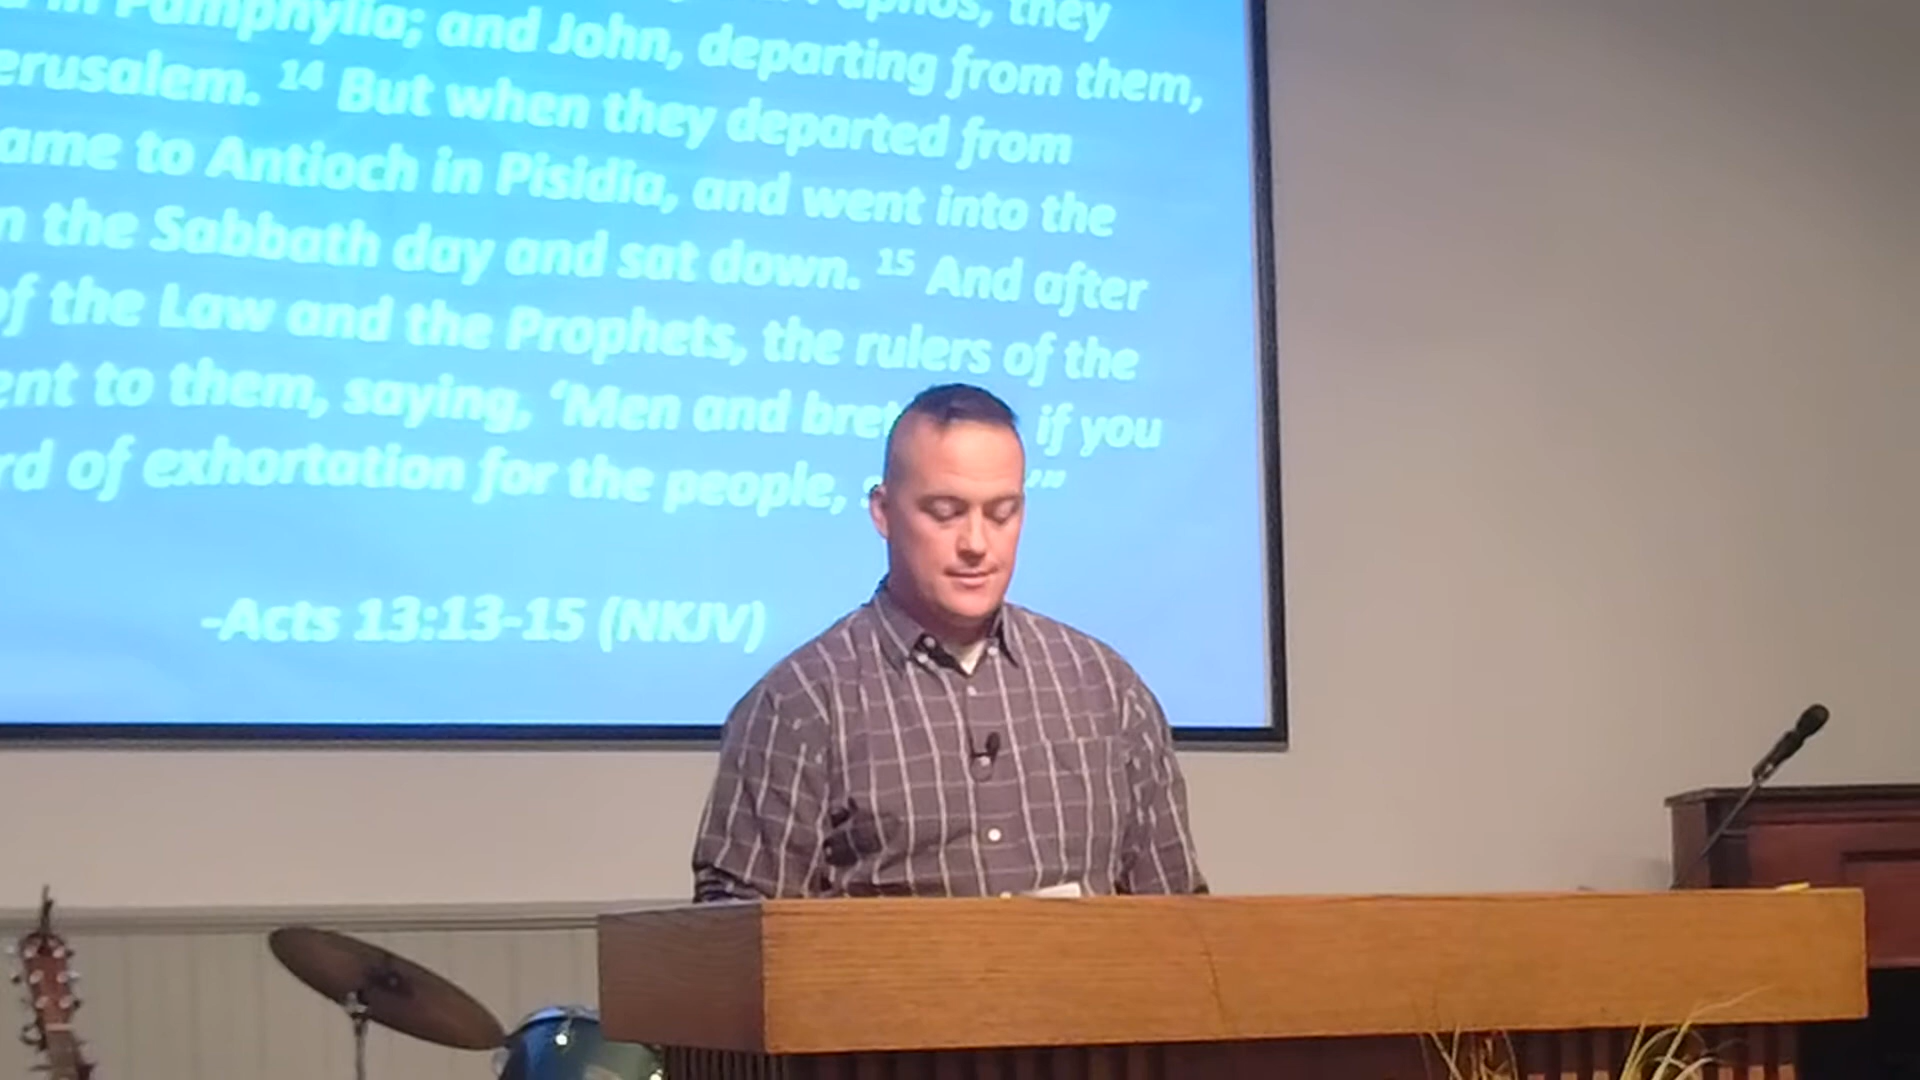 in Pamphylia; and John, departing from them,
erusalem. 14 But when they departed from
ame to Antioch in Pisidia, and went into the
n the Sabbath day and sat down. 15 And after
of the Law and the Prophets, the rulers of the
ent to them, saying, ‘Men and bret if you
rd of exhortation for the people, ’”
-Acts 13:13-15 (NKJV)